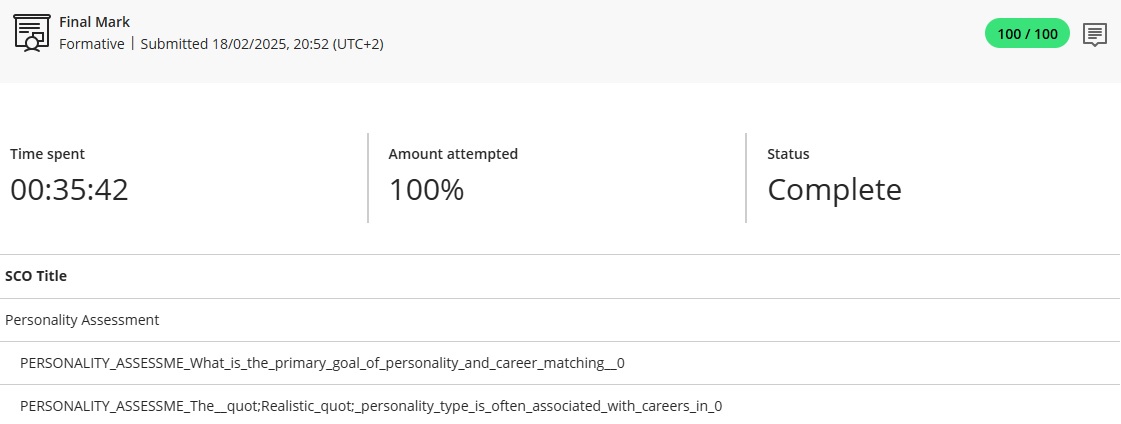 Final Mark
Formative | Submitted 18/02/2025, 20:52 (UTC+2)
100 / 100
Time spent
00:35:42
Amount attempted
100%
Status
Complete
SCO Title
Personality Assessment
PERSONALITY_ASSESSME_What_is_the_primary_goal_of_personality_and_career_matching__0
PERSONALITY_ASSESSME_The__quot;Realistic_quot;_personality_type_is_often_associated_with_careers_in_0